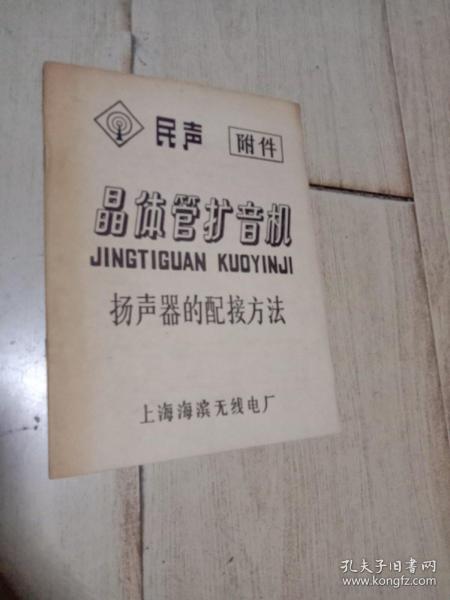 民声 附件
晶体管扩音机
JINGTIGUAN KUOYINJI
扬声器的配接方法
上海海滨无线电厂
孔夫子旧书网
www.kongfz.com